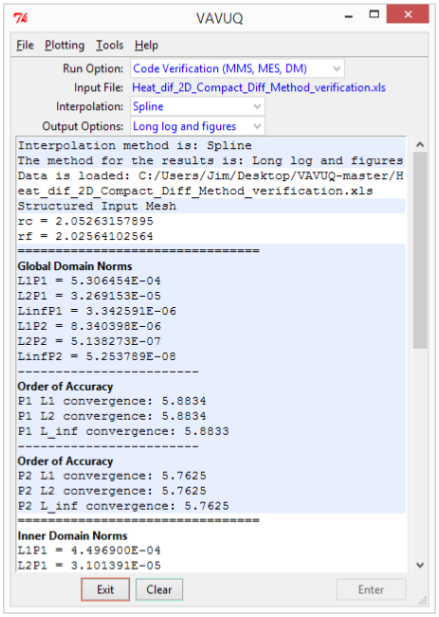 VAVUQ
File Plotting Tools Help
Run Option: Code Verification (MMS, MES, DM)
Input File: Heat_dif_2D_Compact_Diff_Method_verification.xls
Interpolation: Spline
Output Options: Long log and figures
Interpolation method is: Spline
The method for the results is: Long log and figures
Data is loaded: C:/Users/Jim/Desktop/VAVUQ-master/H
eat_dif_2D_Compact_Diff_Method_verification.xls
Structured Input Mesh
rc = 2.05263157895
rf = 2.02564102564
==================================
Global Domain Norms
L1P1 = 5.306454E-04
L2P1 = 3.269153E-05
LinfP1 = 3.342591E-06
L1P2 = 8.340398E-06
L2P2 = 5.138273E-07
LinfP2 = 5.253789E-08
-------------------------
Order of Accuracy
P1 L1 convergence: 5.8834
P1 L2 convergence: 5.8834
P1 L_inf convergence: 5.8833
-------------------------
Order of Accuracy
P2 L1 convergence: 5.7625
P2 L2 convergence: 5.7625
P2 L_inf convergence: 5.7625
==================================
Inner Domain Norms
L1P1 = 4.496900E-04
L2P1 = 3.101391E-05
Exit Clear Enter